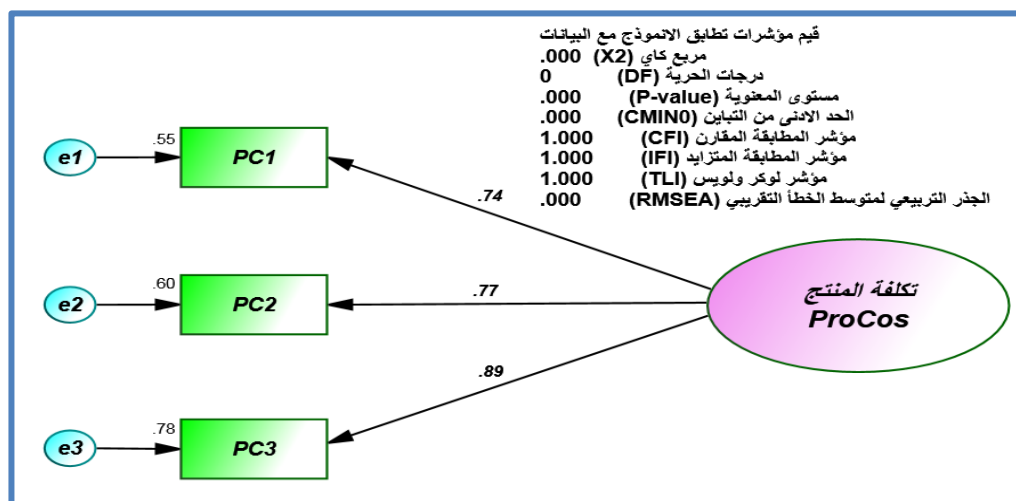 قيم مؤشرات تطابق الانموذج مع البيانات
مربع كاي (X2) .000
درجات الحرية (DF) 0
مستوى المعنوية (P-value) .000
الحد الادنى من التباين (CMIN0) .000
مؤشر المطابقة المقارن (CFI) 1.000
مؤشر المطابقة المتزايد (IFI) 1.000
مؤشر لوكر ولويس (TLI) 1.000
الجذر التربيعي لمتوسط الخطأ التقريبي (RMSEA) .000
e1
.55
PC1
.74
e2
.60
PC2
.77
تكلفة المنتج
ProCos
.89
e3
.78
PC3